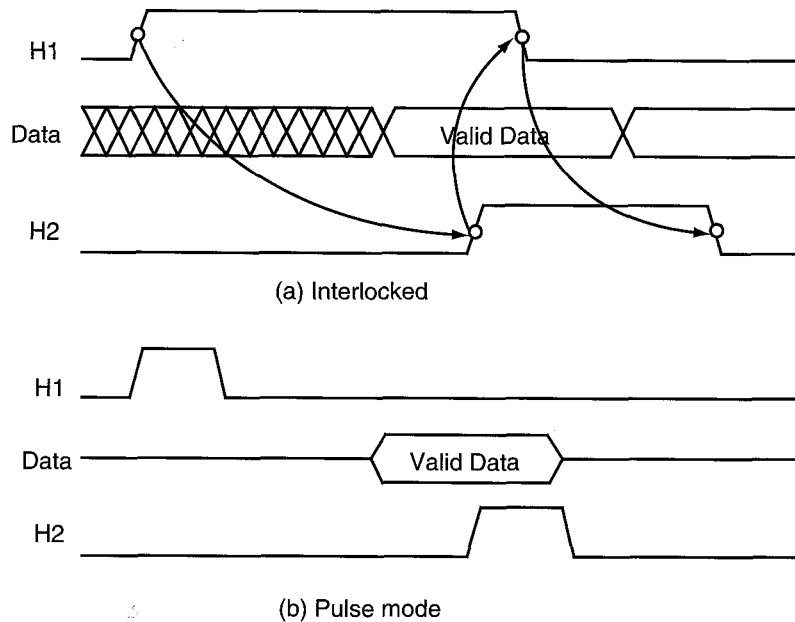 H1
Data
Valid Data
H2
(a) Interlocked
H1
Data
Valid Data
H2
(b) Pulse mode